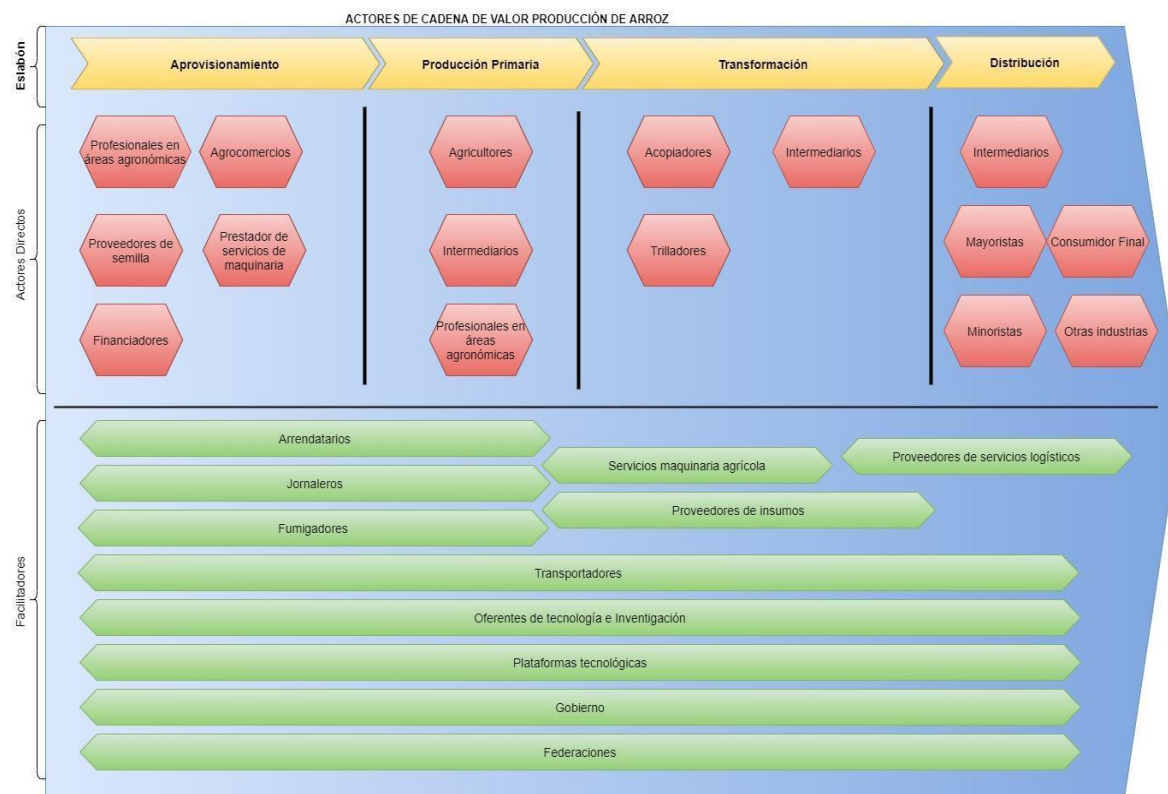 ACTORES DE CADENA DE VALOR PRODUCCIÓN DE ARROZ
Eslabón
Aprovisionamiento
Producción Primaria
Transformación
Distribución
Actores Directos
Profesionales en
áreas agronómicas
Agrocomercios
Agricultores
Acopiadores
Intermediarios
Intermediarios
Proveedores de
semilla
Prestador de
servicios de
maquinaria
Intermediarios
Trilladores
Mayoristas
Consumidor Final
Financiadores
Profesionales en
áreas
agronómicas
Minoristas
Otras industrias
Facilitadores
Arrendatarios
Servicios maquinaria agrícola
Proveedores de servicios logísticos
Jornaleros
Proveedores de insumos
Fumigadores
Transportadores
Oferentes de tecnología e Investigación
Plataformas tecnológicas
Gobierno
Federaciones